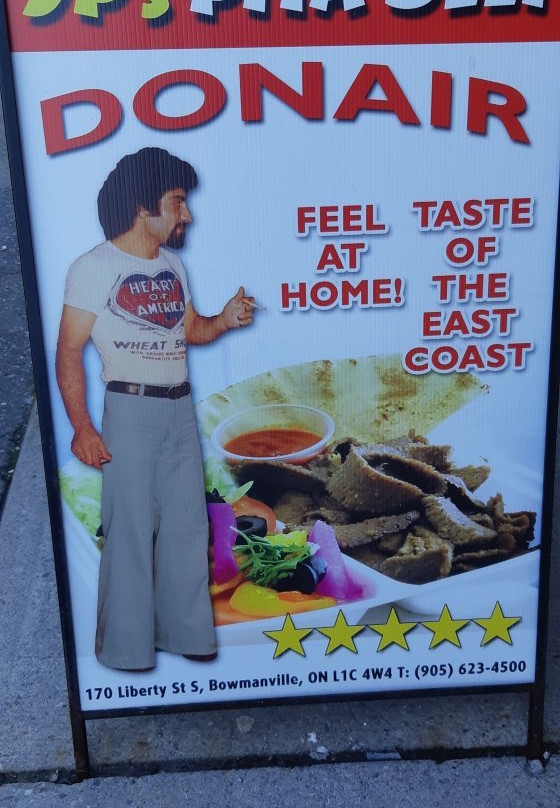 DONAIR
FEEL
AT
HOME!
TASTE
OF
THE
EAST
COAST
HEART
OF
AMERICA
WHEAT
170 Liberty St S, Bowmanville, ON L1C 4W4 T: (905) 623-4500